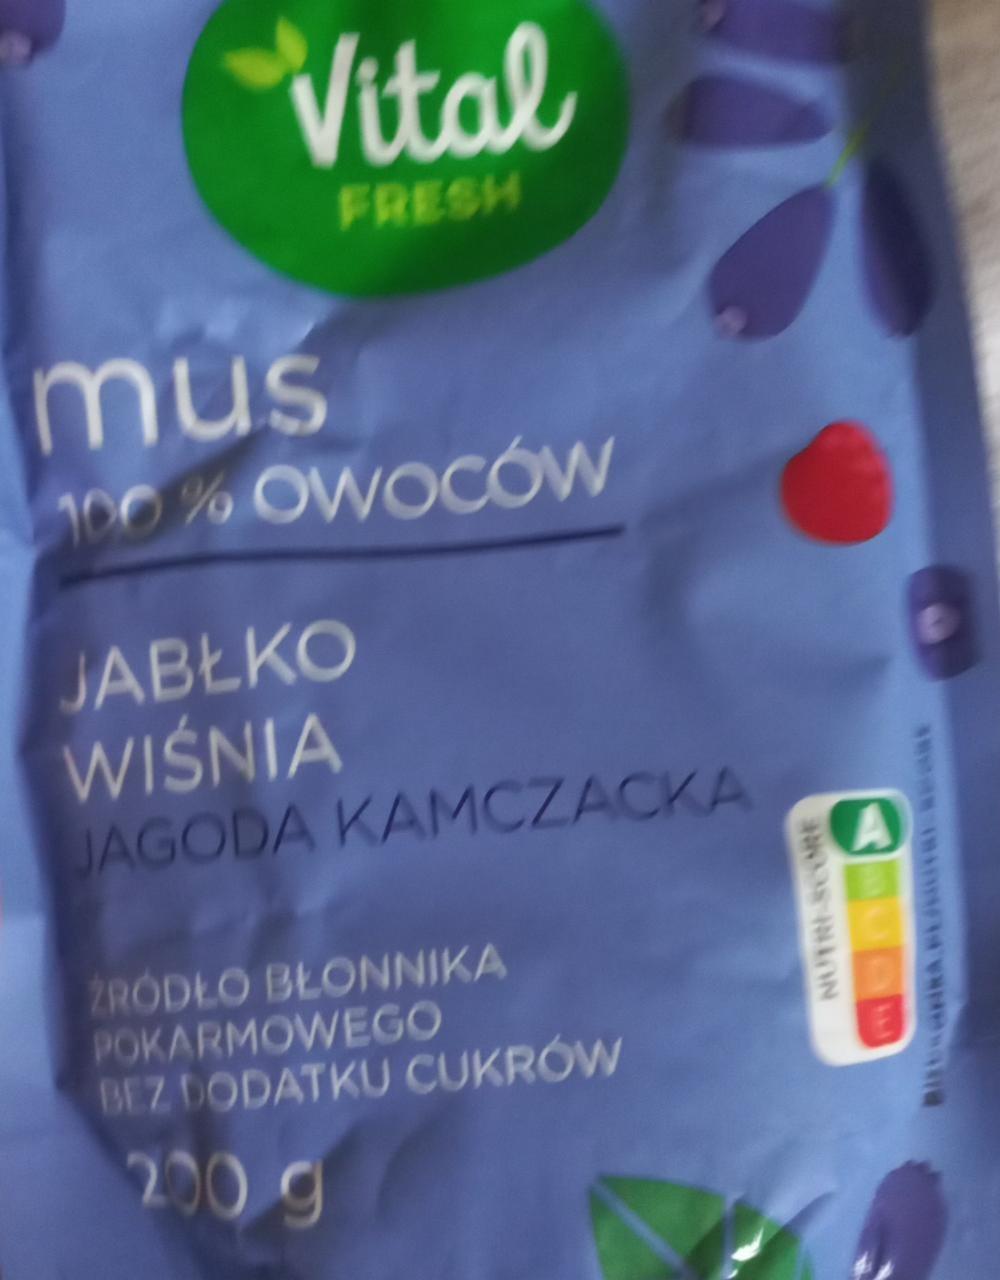 Vital
FRESH
mus
100 % OWOCÓW
JABŁKO
WIŚNIA
JAGODA KAMCZACKA
NUTRI-SCORE
A
B
C
D
E
ŹRÓDŁO BŁONNIKA
POKARMOWEGO
BEZ DODATKU CUKRÓW
200 g